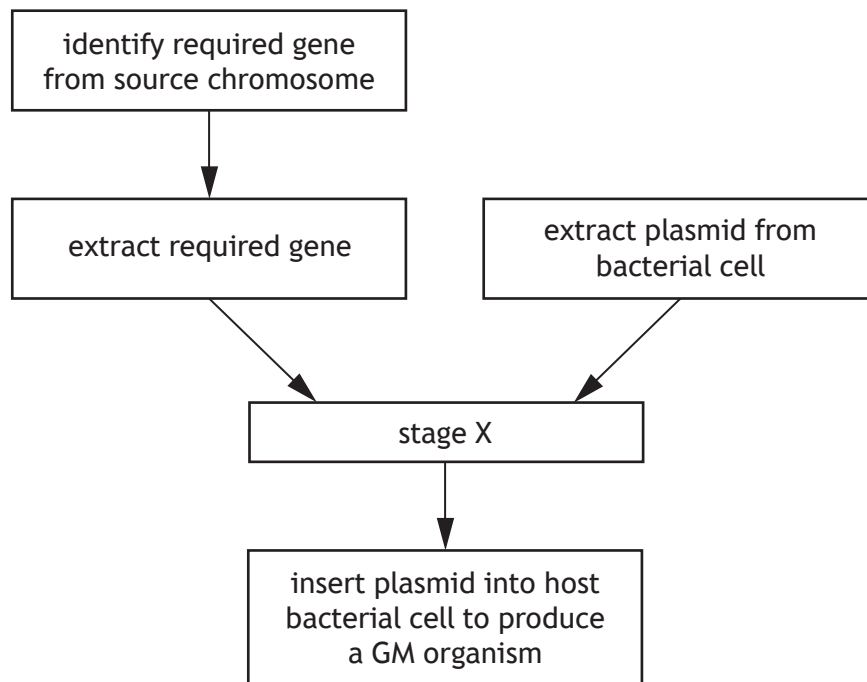 identify required gene
from source chromosome
extract required gene
extract plasmid from
bacterial cell
stage X
insert plasmid into host
bacterial cell to produce
a GM organism